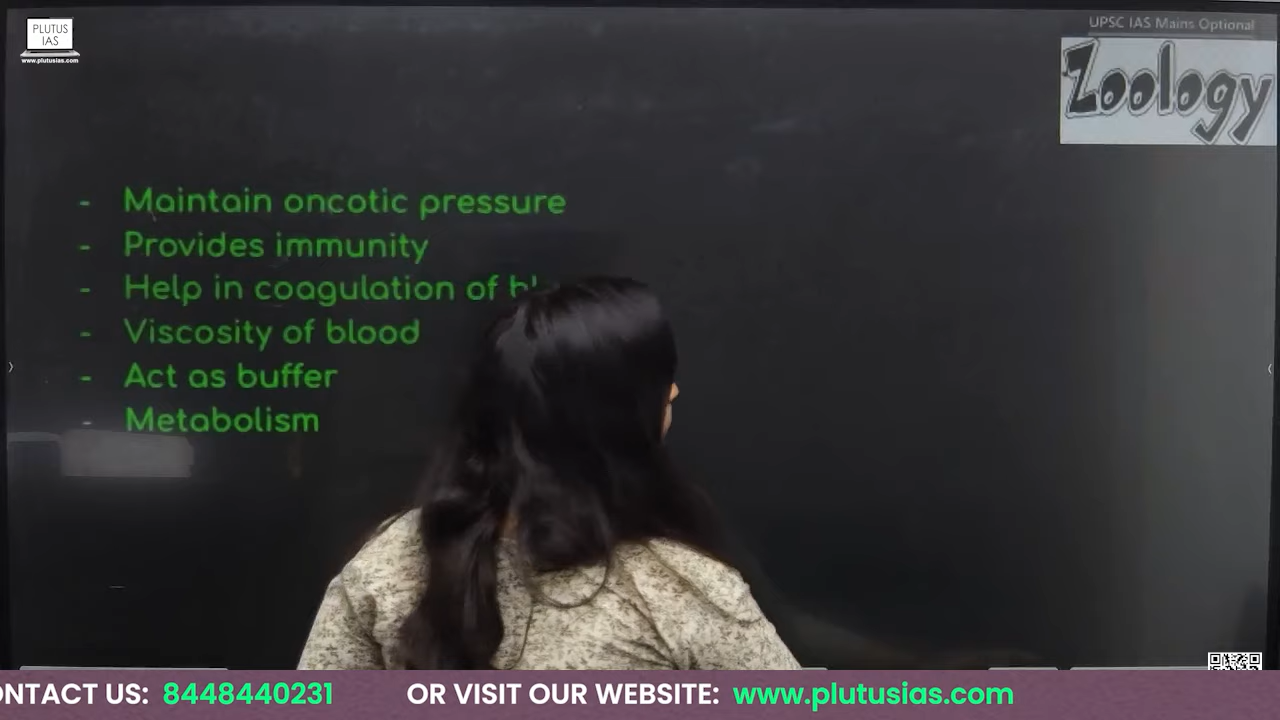 PLUTUS
IAS
www.plutusias.com
UPSC IAS Mains Optional
Zoology
- Maintain oncotic pressure
- Provides immunity
- Help in coagulation of
- Viscosity of blood
- Act as buffer
- Metabolism
ONTACT US: 8448440231 OR VISIT OUR WEBSITE: www.plutusias.com